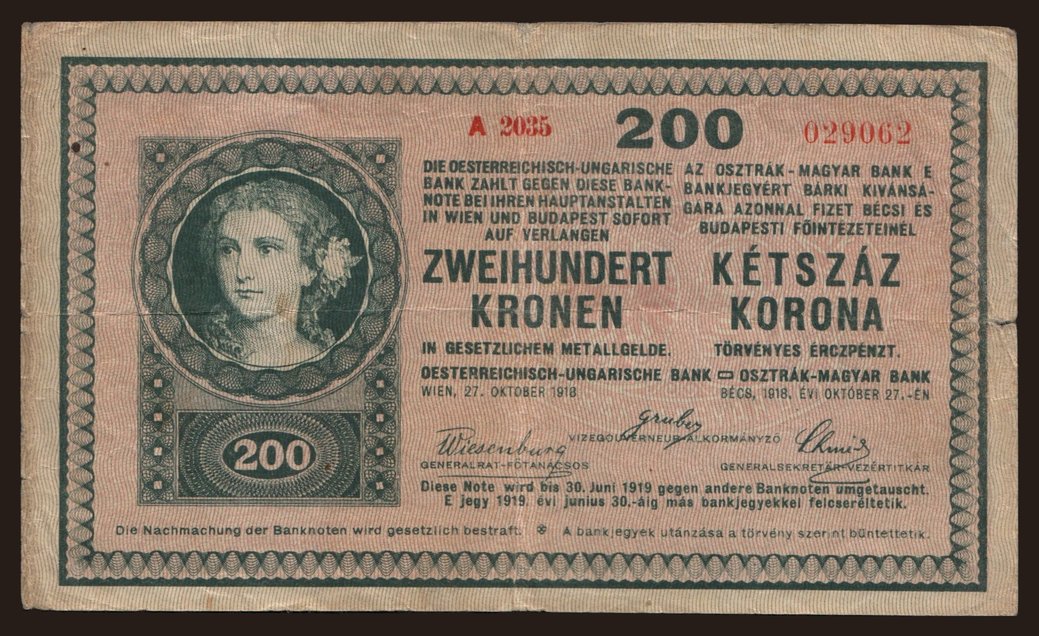 A 2035 200 029062
DIE OESTERREICHISCH-UNGARISCHE
BANK ZAHLT GEGEN DIESE BANK-
NOTE BEI IHREN HAUPTANSTALTEN
IN WIEN UND BUDAPEST SOFORT
AUF VERLANGEN
ZWEIHUNDERT
KRONEN
IN GESETZLICHEM METALLGELDE.
AZ OSZTRÁK-MAGYAR BANK E
BANKJEGYÉRT BÁRKI KIVÁNSÁ-
GÁRA AZONNAL FIZET BÉCSI ÉS
BUDAPESTI FŐINTÉZETEINÉL
KÉTSZÁZ
KORONA
TÖRVÉNYES ÉRCZPÉNZT.
OESTERREICHISCH-UNGARISCHE BANK OSZTRÁK-MAGYAR BANK
WIEN, 27. OKTOBER 1918 BÉCS, 1918. ÉVI OKTÓBER 27.-ÉN
Gruber
VIZEGOUVERNEUR-ALKORMÁNYZÓ
Wiesenburg
GENERALRAT-FŐTANÁCSOS
Schmid
GENERALSEKRETÄR-VEZÉRTITKÁR
Diese Note wird bis 30. Juni 1919 gegen andere Banknoten umgetauscht.
E jegy 1919. évi junius 30.-áig más bankjegyekkel felcseréltetik.
200
Die Nachmachung der Banknoten wird gesetzlich bestraft. A bankjegyek utánzása a törvény szerint büntettetik.